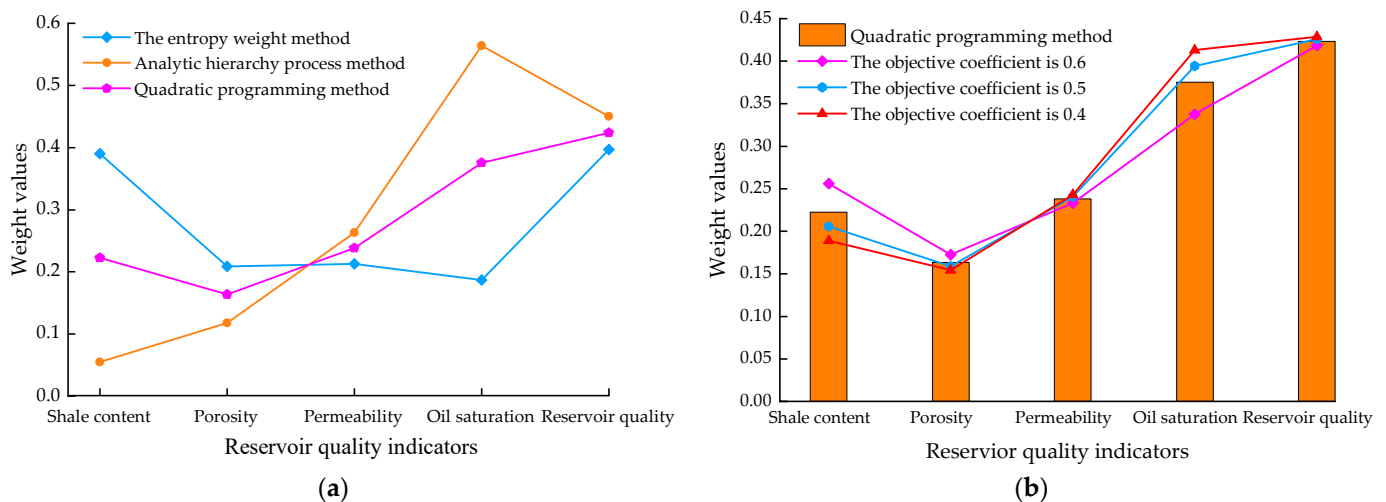 0.6
0.5
0.4
0.3
0.2
0.1
0.0
Weight values
The entropy weight method
Analytic hierarchy process method
Quadratic programming method
Shale content Porosity Permeability Oil saturation Reservoir quality
Reservoir quality indicators
(a)
0.40
0.35
0.30
0.25
0.20
0.15
0.10
0.05
0.00
Weight values
Quadratic programming method
The objective coefficient is 0.6
The objective coefficient is 0.5
The objective coefficient is 0.4
Shale content Porosity Permeability Oil saturation Reservoir quality
Reservior quality indicators
(b)